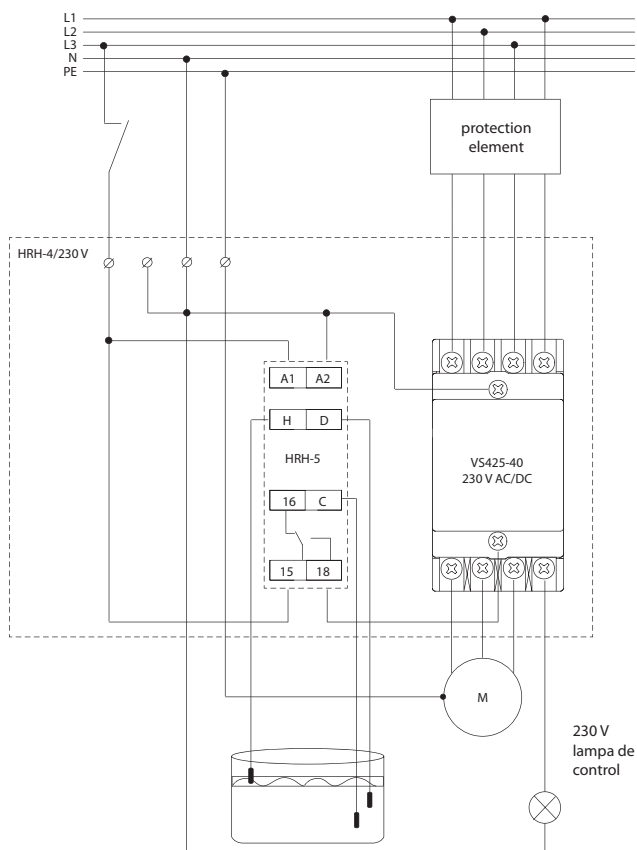 L1
L2
L3
N
PE
protection
element
HRH-4/230 V
A1 A2
H D
HRH-5
VS425-40
230 V AC/DC
16 C
15 18
M
230 V
lampa de
control